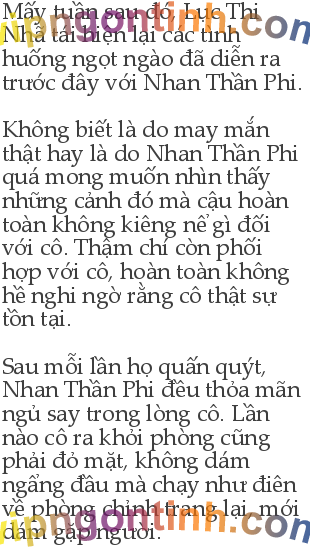 Mấy tuần sau đó, Lục Thi
Nhã tái hiện lại các tình
huống ngọt ngào đã diễn ra
trước đây với Nhan Thần Phi.
Không biết là do may mắn
thật hay là do Nhan Thần Phi
quá mong muốn nhìn thấy
những cảnh đó mà cậu hoàn
toàn không kiêng nể gì đối
với cô. Thậm chí còn phối
hợp với cô, hoàn toàn không
hề nghi ngờ rằng cô thật sự
tồn tại.
Sau mỗi lần họ quấn quýt,
Nhan Thần Phi đều thỏa mãn
ngủ say trong lòng cô. Lần
nào cô ra khỏi phòng cũng
phải đỏ mặt, không dám
ngẩng đầu mà chạy như điên
về phòng chỉnh trang lại, mới
dám gặp người.
vipngontinh.com
vipngontinh.com